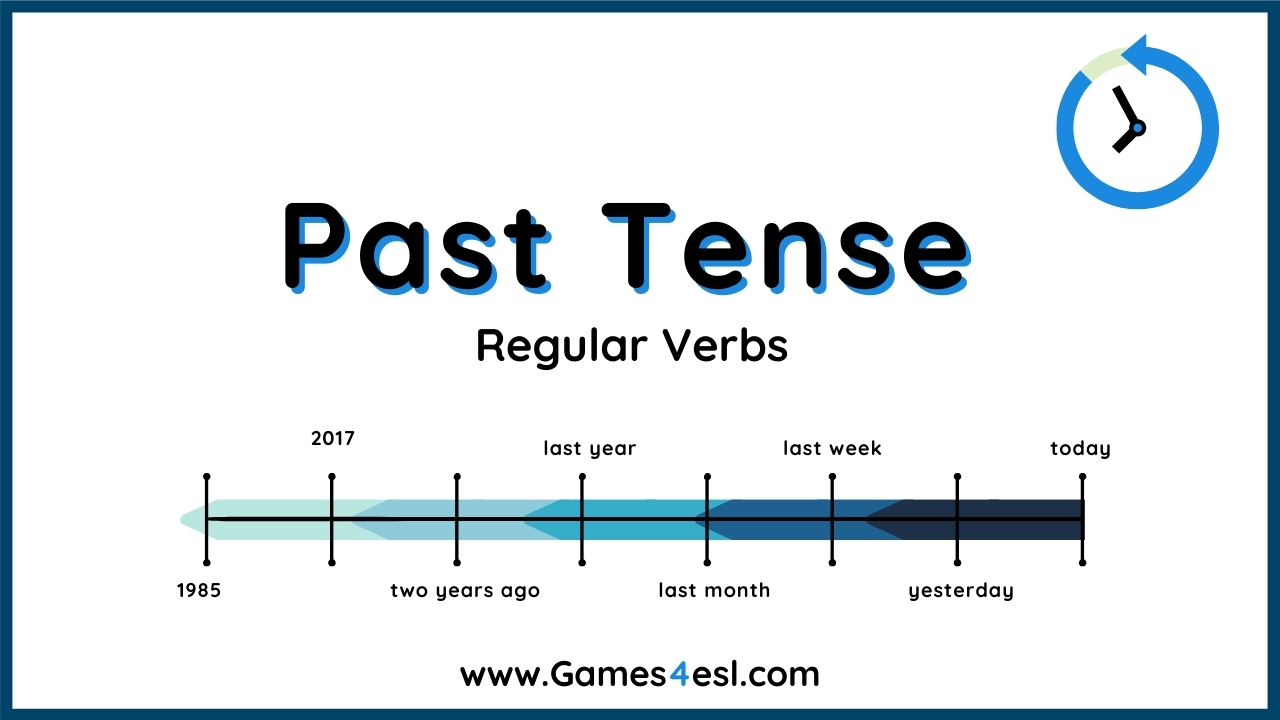 Past Tense
Regular Verbs
2017
last year
last week
today
1985
two years ago
last month
yesterday
www.Games4esl.com